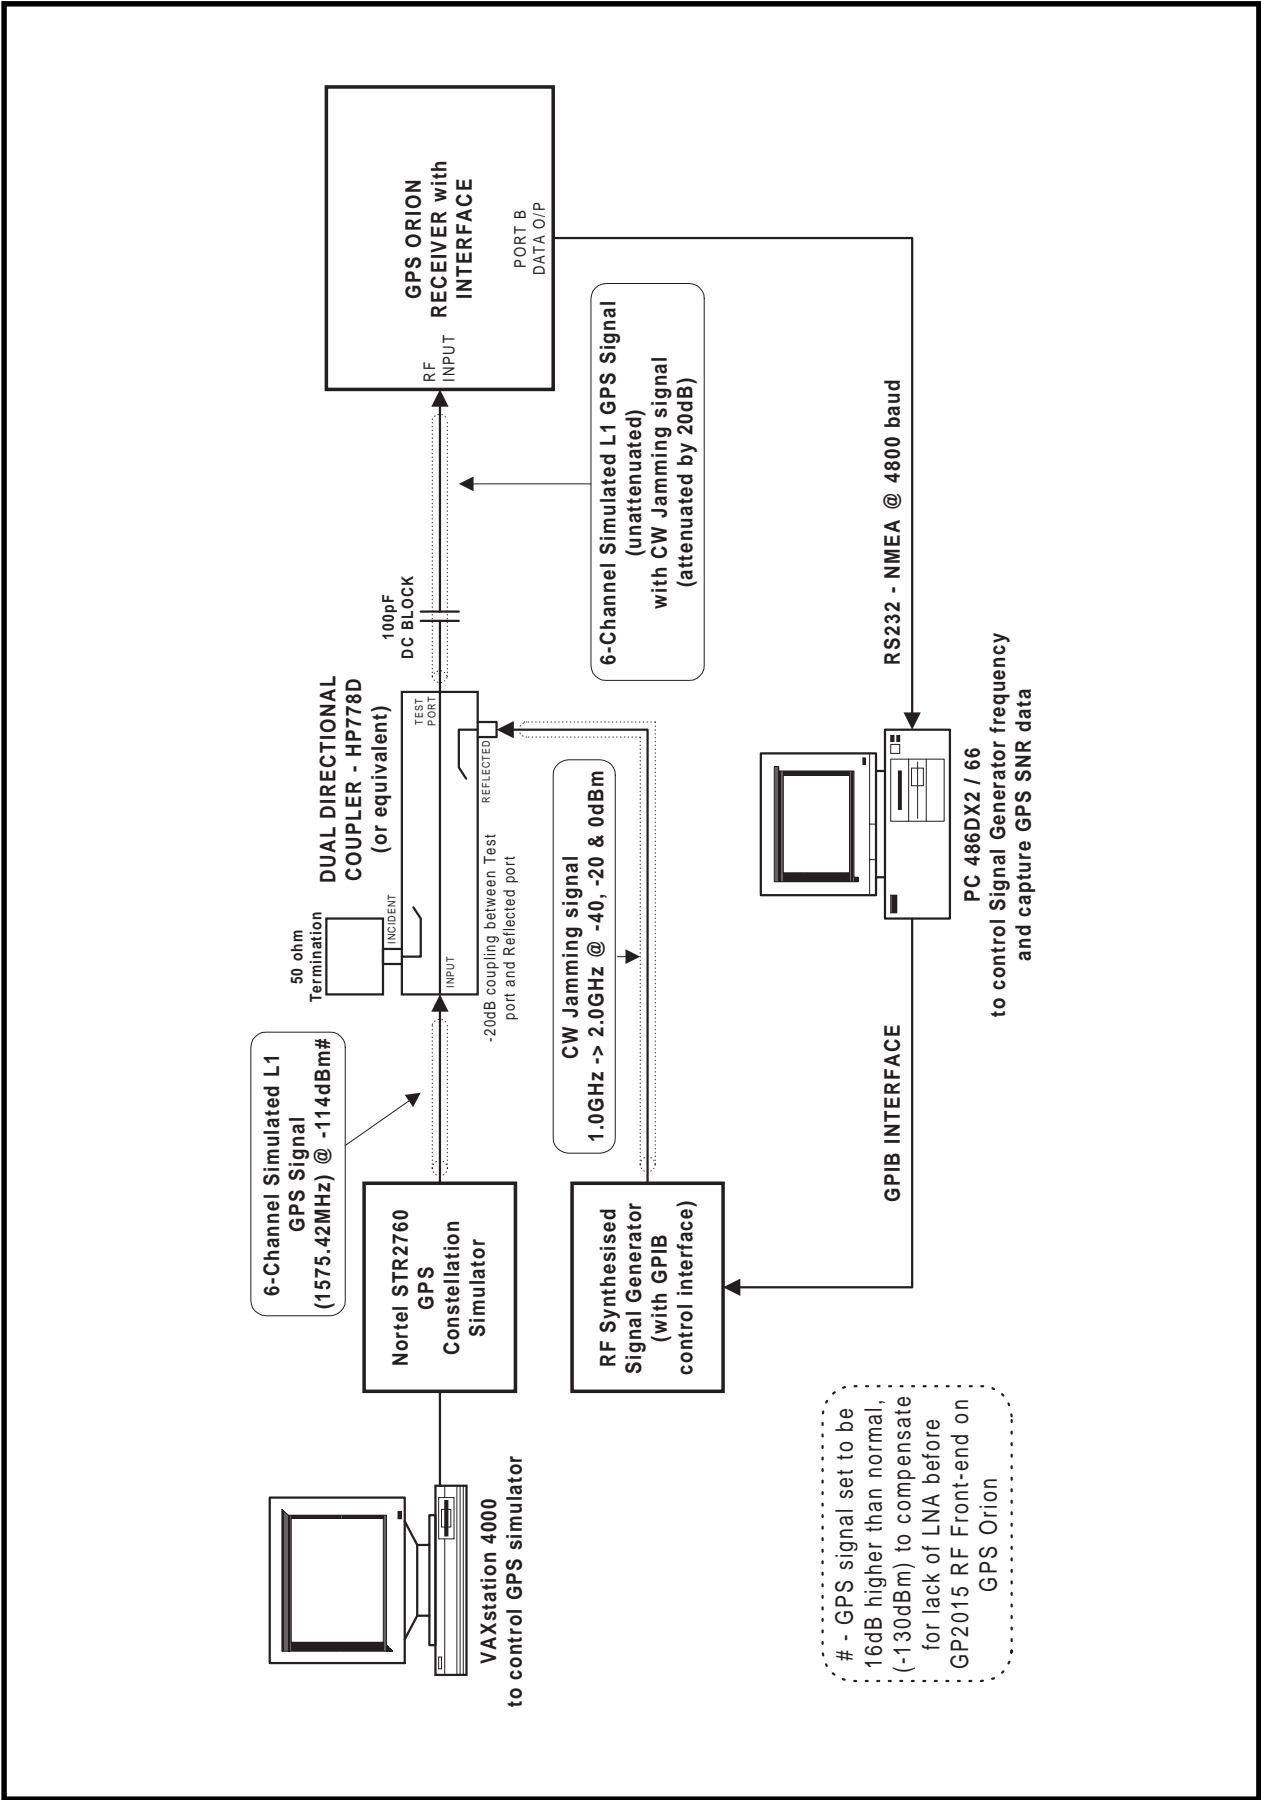 6-Channel Simulated L1
GPS Signal
(1575.42MHz) @ -114dBm#
50 ohm
Termination
DUAL DIRECTIONAL
COUPLER - HP778D
(or equivalent)
INCIDENT
INPUT
TEST
PORT
REFLECTED
-20dB coupling between Test
port and Reflected port
100pF
DC BLOCK
GPS ORION
RECEIVER with
INTERFACE
RF
INPUT
PORT B
DATA O/P
VAXstation 4000
to control GPS simulator
Nortel STR2760
GPS
Constellation
Simulator
CW Jamming signal
1.0GHz -> 2.0GHz @ -40, -20 & 0dBm
6-Channel Simulated L1 GPS Signal
(unattenuated)
with CW Jamming signal
(attenuated by 20dB)
RF Synthesised
Signal Generator
(with GPIB
control interface)
GPIB INTERFACE
RS232 - NMEA @ 4800 baud
PC 486DX2 / 66
to control Signal Generator frequency
and capture GPS SNR data
# - GPS signal set to be
16dB higher than normal,
(-130dBm) to compensate
for lack of LNA before
GP2015 RF Front-end on
GPS Orion